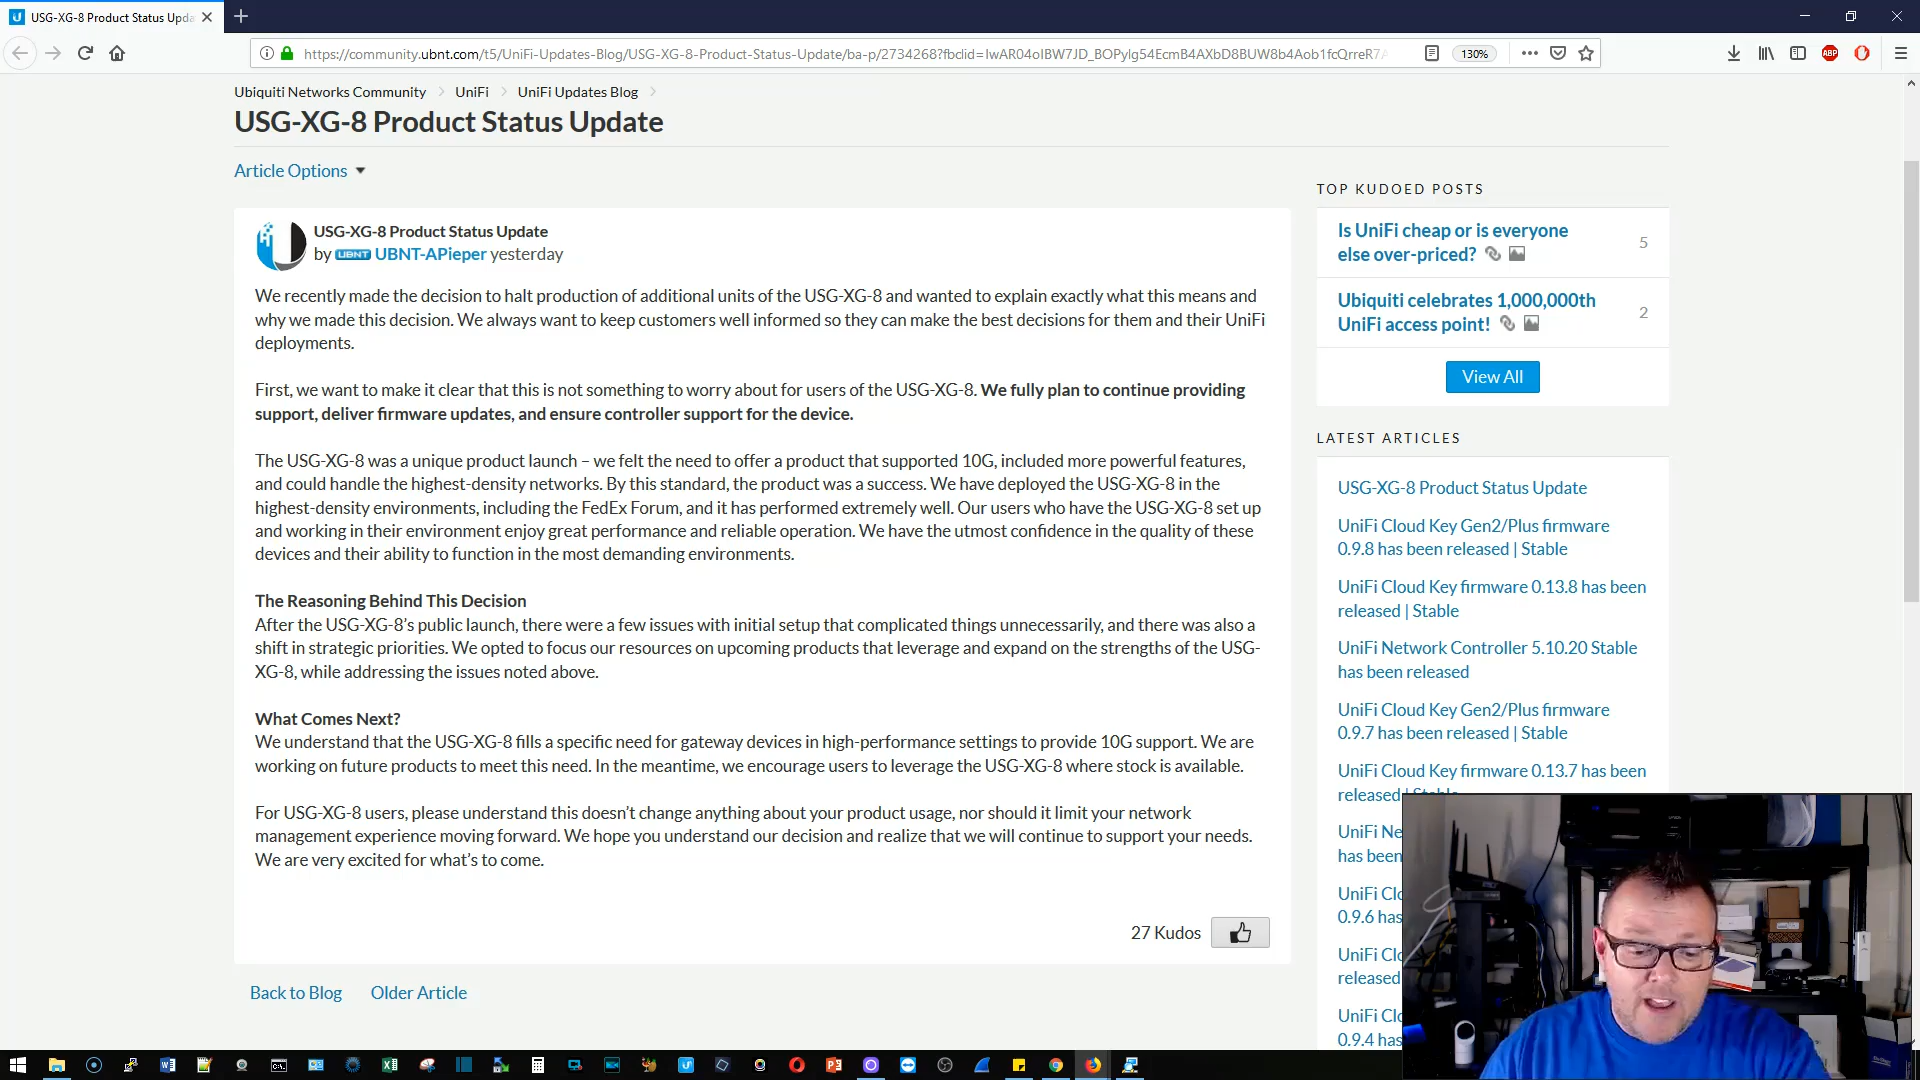 USG-XG-8 Product Status Upda
https://community.ubnt.com/t5/UniFi-Updates-Blog/USG-XG-8-Product-Status-Update/ba-p/2734268?fbclid=IwAR04oIBW7JD_BOPylg54EcmB4AXbD8BUW8b4Aob1fcQrreR7A
130%
ABP
Ubiquiti Networks Community
UniFi
UniFi Updates Blog
USG-XG-8 Product Status Update
Article Options
USG-XG-8 Product Status Update
by UBNT UBNT-APieper yesterday
We recently made the decision to halt production of additional units of the USG-XG-8 and wanted to explain exactly what this means and
why we made this decision. We always want to keep customers well informed so they can make the best decisions for them and their UniFi
deployments.
First, we want to make it clear that this is not something to worry about for users of the USG-XG-8. We fully plan to continue providing
support, deliver firmware updates, and ensure controller support for the device.
The USG-XG-8 was a unique product launch – we felt the need to offer a product that supported 10G, included more powerful features,
and could handle the highest-density networks. By this standard, the product was a success. We have deployed the USG-XG-8 in the
highest-density environments, including the FedEx Forum, and it has performed extremely well. Our users who have the USG-XG-8 set up
and working in their environment enjoy great performance and reliable operation. We have the utmost confidence in the quality of these
devices and their ability to function in the most demanding environments.
The Reasoning Behind This Decision
After the USG-XG-8’s public launch, there were a few issues with initial setup that complicated things unnecessarily, and there was also a
shift in strategic priorities. We opted to focus our resources on upcoming products that leverage and expand on the strengths of the USG-
XG-8, while addressing the issues noted above.
What Comes Next?
We understand that the USG-XG-8 fills a specific need for gateway devices in high-performance settings to provide 10G support. We are
working on future products to meet this need. In the meantime, we encourage users to leverage the USG-XG-8 where stock is available.
For USG-XG-8 users, please understand this doesn’t change anything about your product usage, nor should it limit your network
management experience moving forward. We hope you understand our decision and realize that we will continue to support your needs.
We are very excited for what’s to come.
27 Kudos
Back to Blog
Older Article
TOP KUDOED POSTS
Is UniFi cheap or is everyone
else over-priced?
5
Ubiquiti celebrates 1,000,000th
UniFi access point!
2
View All
LATEST ARTICLES
USG-XG-8 Product Status Update
UniFi Cloud Key Gen2/Plus firmware
0.9.8 has been released | Stable
UniFi Cloud Key firmware 0.13.8 has been
released | Stable
UniFi Network Controller 5.10.20 Stable
has been released
UniFi Cloud Key Gen2/Plus firmware
0.9.7 has been released | Stable
UniFi Cloud Key firmware 0.13.7 has been
released | Stable
UniFi Ne
has been
UniFi Clo
0.9.6 has
UniFi Clo
released
UniFi Clo
0.9.4 has